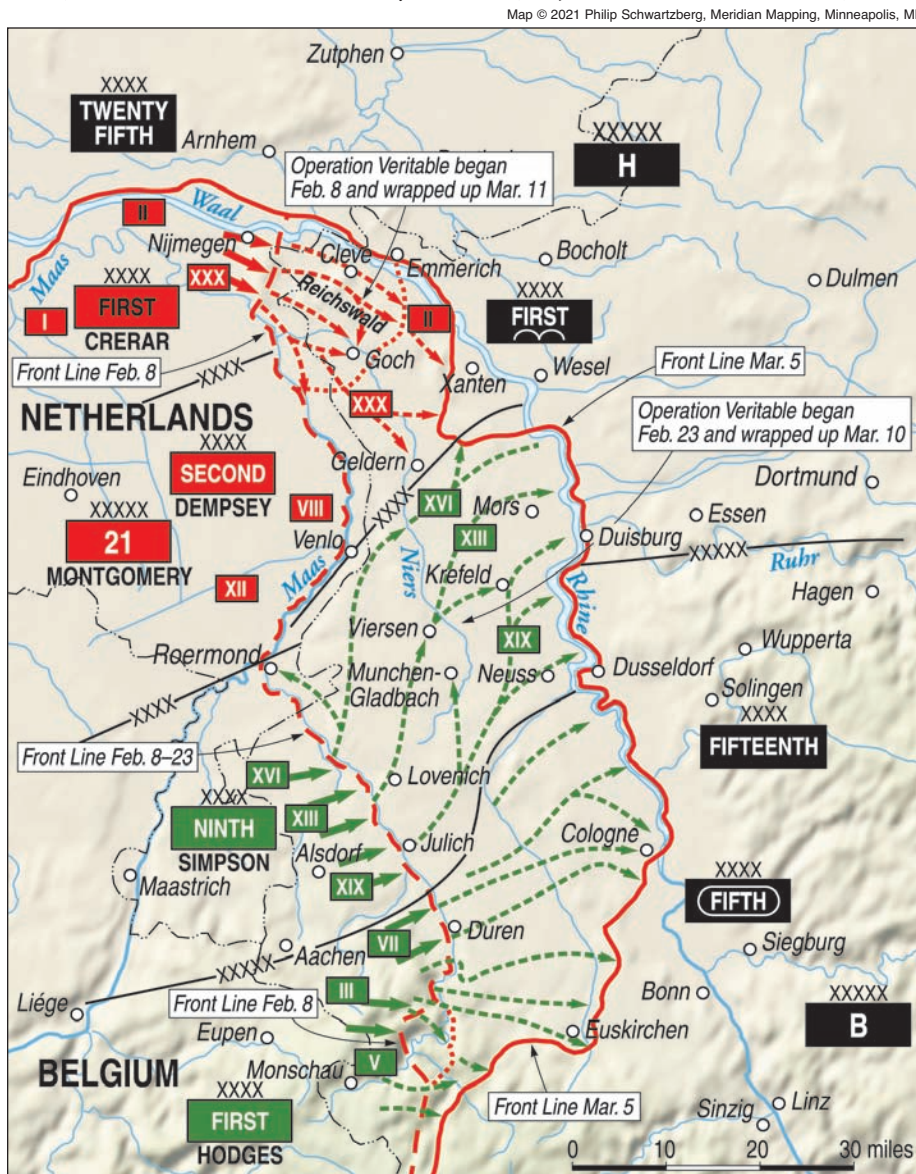 Map © 2021 Philip Schwartzberg, Meridian Mapping, Minneapolis,
Zutphen
XXXX
TWENTY
FIFTH
Arnhem
XXXXX
H
Operation Veritable began
Feb. 8 and wrapped up Mar. 11
II
Waal
Nijmegen
Cleve
Emmerich
Bocholt
Maas
XXX
Reichswald
Dulmen
XXXX
FIRST
CRERAR
I
II
XXXX
FIRST
Front Line Feb. 8
XXXX
Goch
Xanten
Wesel
Front Line Mar. 5
NETHERLANDS
XXX
Operation Veritable began
Feb. 23 and wrapped up Mar. 10
XXXX
SECOND
DEMPSEY
Geldern
Eindhoven
XXXX
Dortmund
XXXXX
21
MONTGOMERY
VIII
XVI
Mors
Essen
Venlo
XIII
Duisburg
XXXXX
Ruhr
Maas
Niers
Krefeld
Rhine
Hagen
XII
Viersen
XIX
Wupperta
Roermond
Munchen-
Gladbach
Neuss
Dusseldorf
Solingen
XXXX
XXXX
FIFTEENTH
Front Line Feb. 8–23
XVI
Lovenich
XXXX
NINTH
SIMPSON
XIII
Alsdorf
Julich
Cologne
Maastrich
XIX
XXXX
FIFTH
Duren
VII
Aachen
Siegburg
XXXXX
III
Bonn
XXXXX
B
Liége
Front Line Feb. 8
Eupen
Euskirchen
BELGIUM
Monschau
V
XXXX
FIRST
HODGES
Front Line Mar. 5
Linz
Sinzig
0 10 20 30 miles